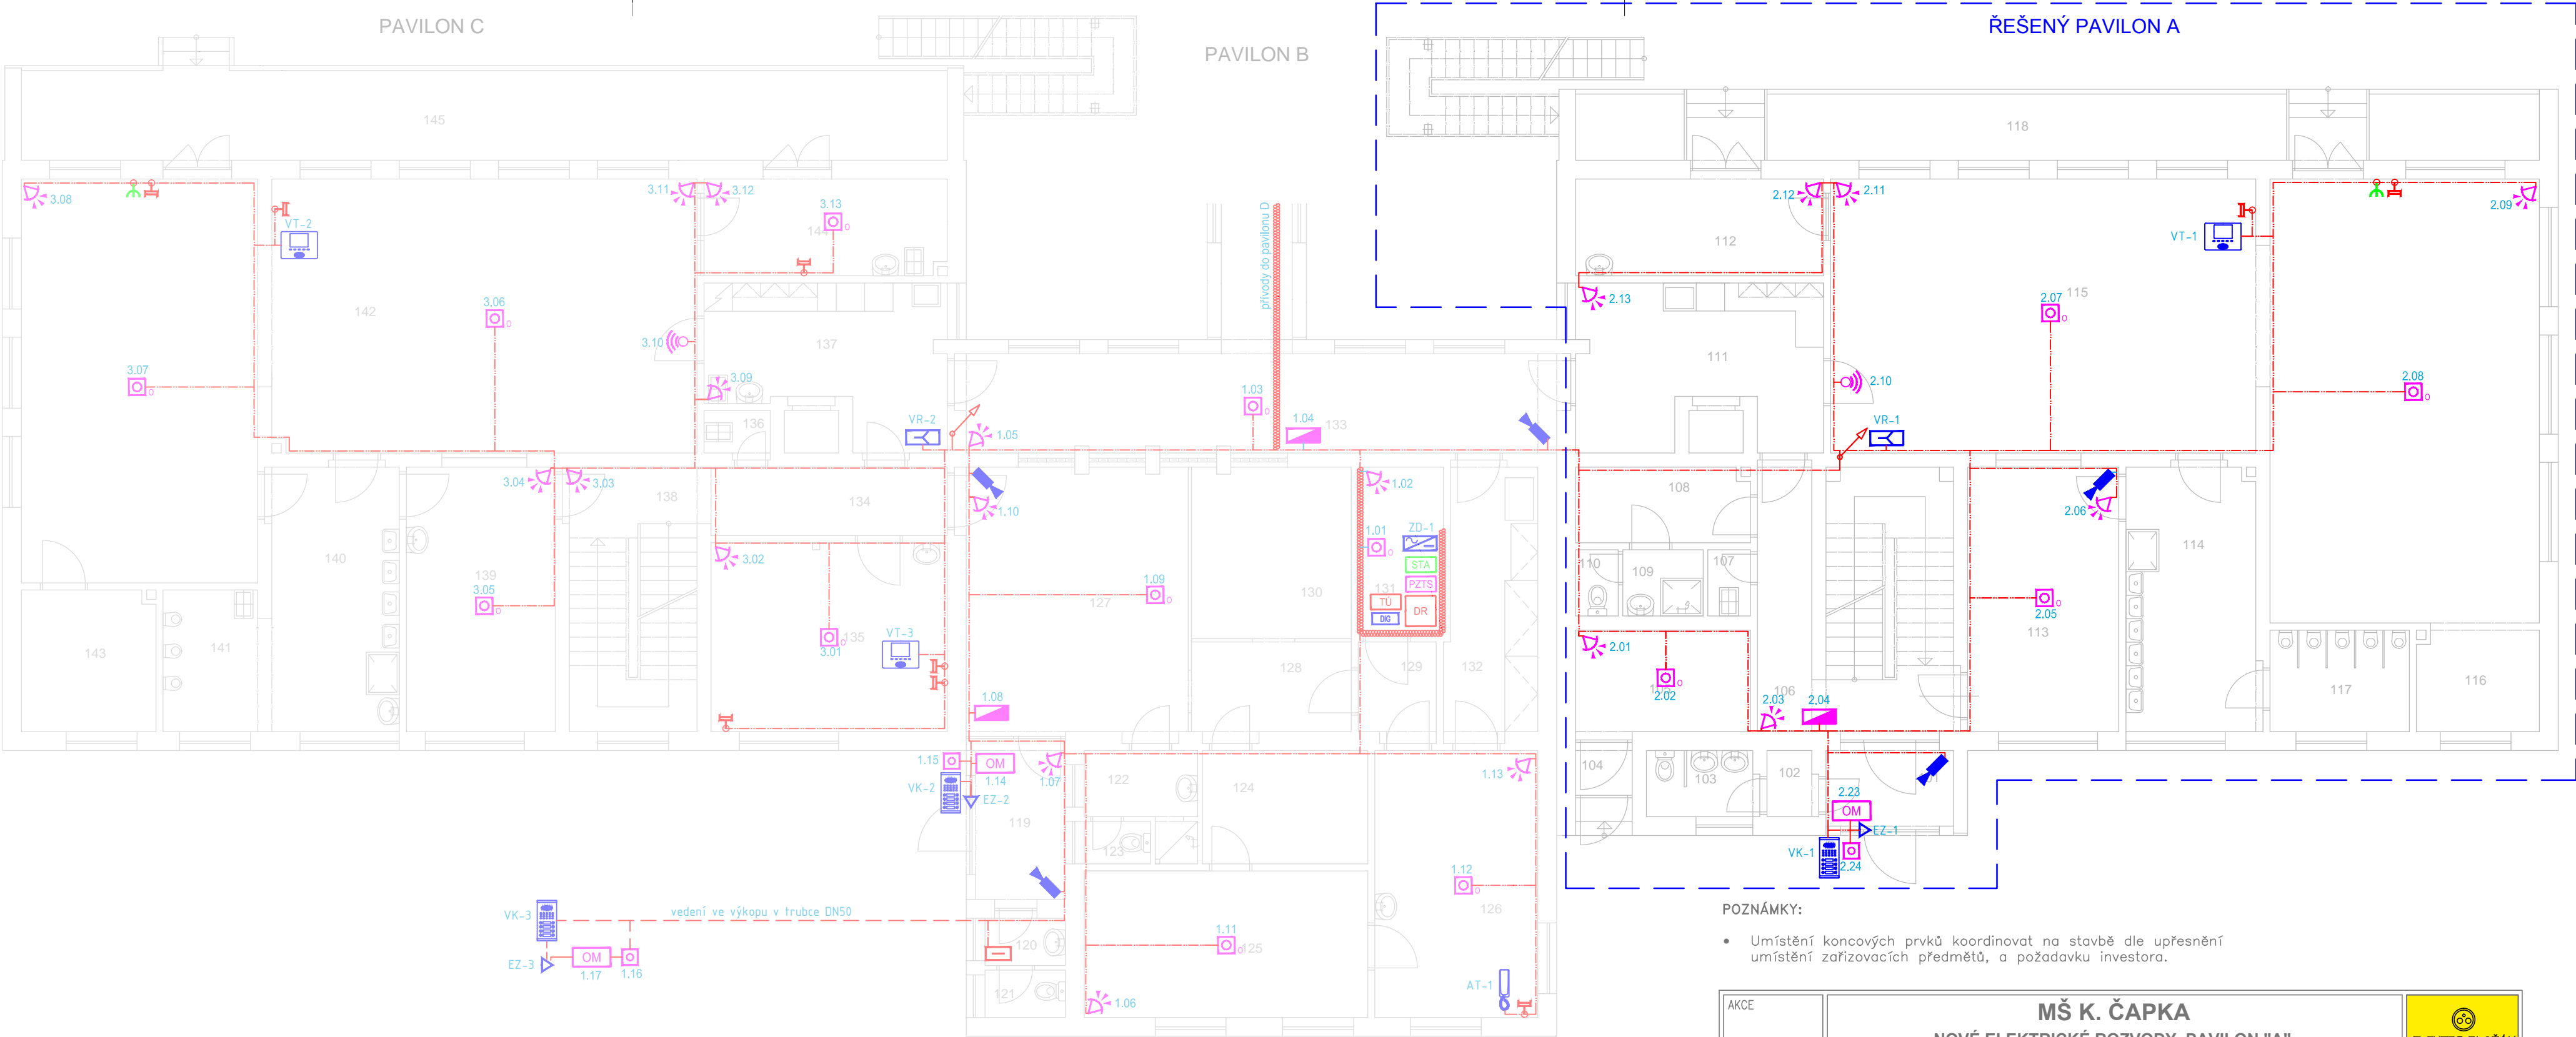 PAVILON C
PAVILON B
ŘEŠENÝ PAVILON A
145
118
3.08
VT-2
3.11
3.12
3.13
144
142
3.06
3.10
3.07
3.09
137
136
VR-2
1.05
přívody do pavilonu D
1.03
1.04
133
2.12
2.11
112
2.13
111
2.10
VR-1
2.07
115
VT-1
2.09
2.08
3.04
3.03
138
134
1.10
1.02
1.01
ZD-1
STA
PZTS
TÚ
DR
DIG
131
108
2.06
114
140
139
3.05
3.02
135
3.01
VT-3
127
1.09
130
128
129
132
110
109
107
2.01
2.02
106
2.03
2.04
2.05
113
117
116
143
141
1.08
1.15
OM
1.14
1.07
VK-2
EZ-2
119
122
123
124
1.13
104
103
102
2.23
OM
EZ-1
VK-1
2.24
1.12
126
VK-3
vedení ve výkopu v trubce DN50
EZ-3
OM
1.17
1.16
120
121
1.11
125
1.06
AT-1
POZNÁMKY:
• Umístění koncových prvků koordinovat na stavbě dle upřesnění
umístění zařizovacích předmětů, a požadavku investora.
AKCE
MŠ K. ČAPKA
NOVÉ ELEKTRICKÉ ROZVODY, PAVILON "A"